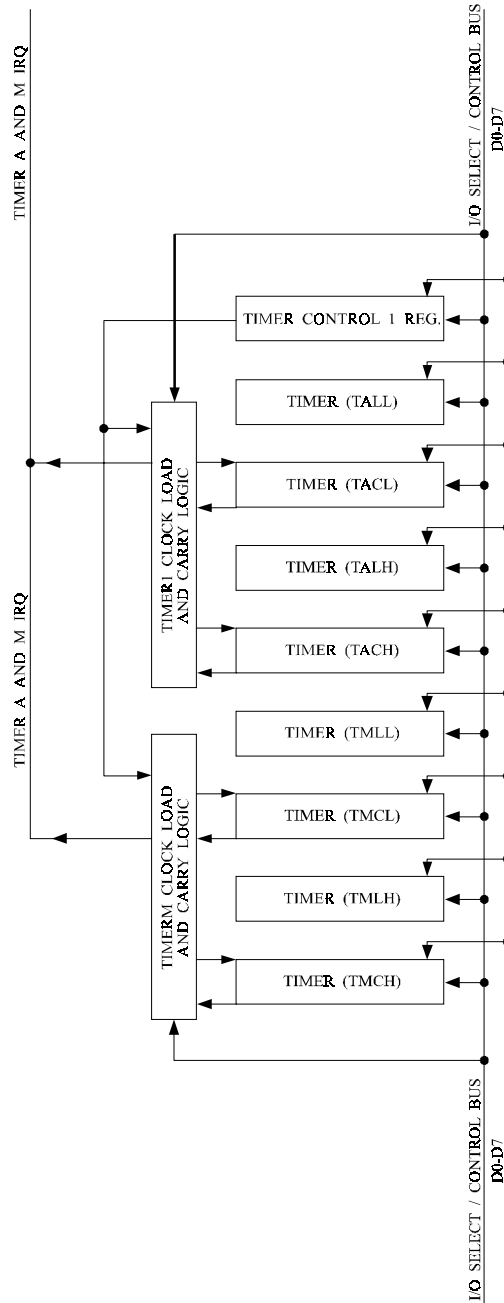 TIMER A AND M IRQ
I/O SELECT / CONTROL BUS
D0-D7
TIMER CONTROL 1 REG.
TIMER (TALL)
TIMER1 CLOCK LOAD
AND CARRY LOGIC
TIMER (TACL)
TIMER (TALH)
TIMER (TACH)
TIMER A AND M IRQ
TIMER (TMLL)
TIMERM CLOCK LOAD
AND CARRY LOGIC
TIMER (TMCL)
TIMER (TMLH)
TIMER (TMCH)
I/O SELECT / CONTROL BUS
D0-D7